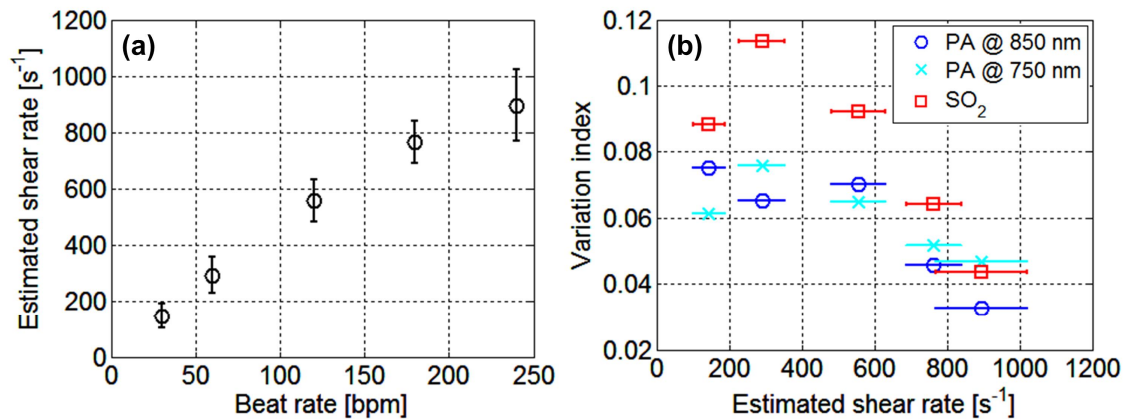 (a)
Estimated shear rate [s⁻¹]
1200
1000
800
600
400
200
0
0 50 100 150 200 250
Beat rate [bpm]
(b)
Variation index
0.12
0.1
0.08
0.06
0.04
0.02
PA @ 850 nm
PA @ 750 nm
SO₂
0 200 400 600 800 1000 1200
Estimated shear rate [s⁻¹]